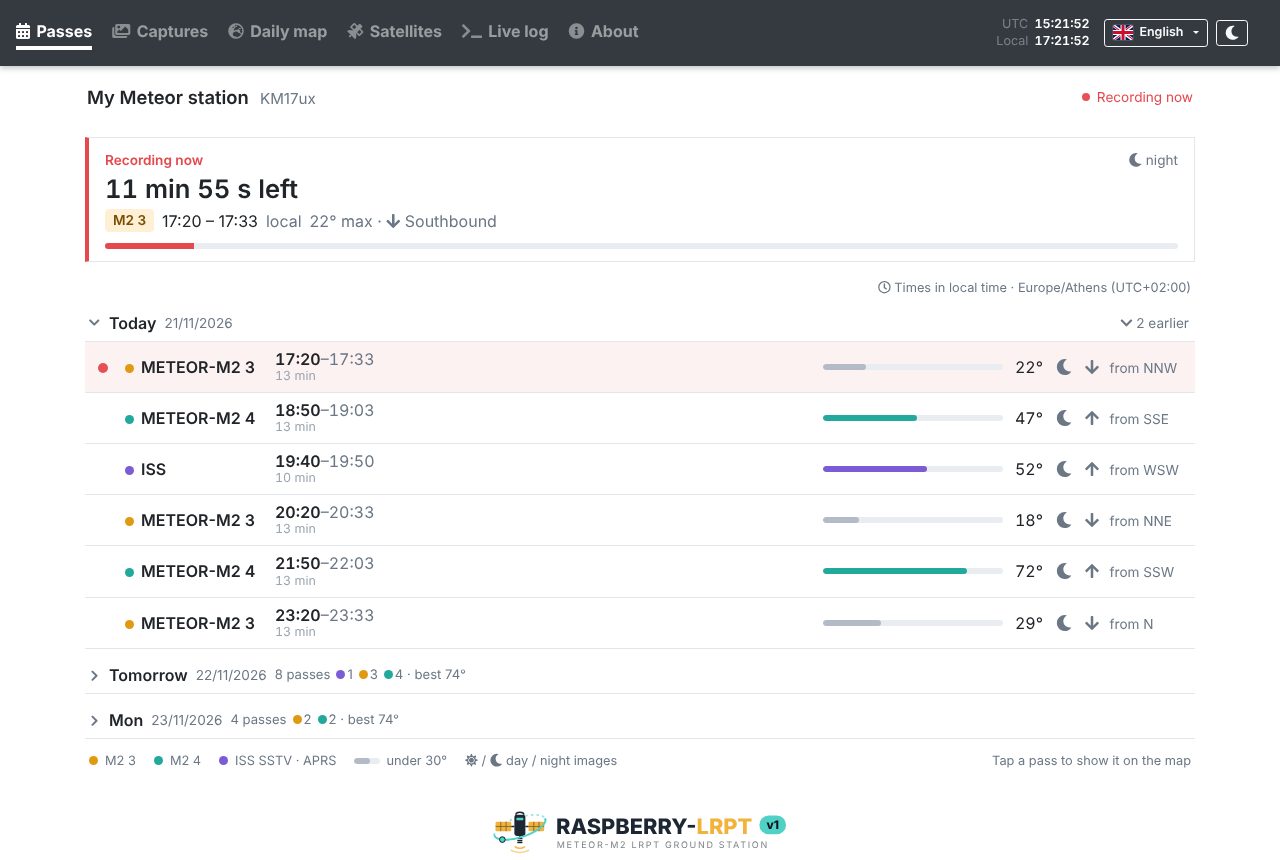 Passes Captures Daily map Satellites Live log About UTC 15:21:52 English
Local 17:21:52
My Meteor station KM17ux Recording now
Recording now night
11 min 55 s left
M2 3 17:20 – 17:33 local 22° max · Southbound
Times in local time · Europe/Athens (UTC+02:00)
Today 21/11/2026 2 earlier
METEOR-M2 3 17:20–17:33 22° from NNW
13 min
METEOR-M2 4 18:50–19:03 47° from SSE
13 min
ISS 19:40–19:50 52° from WSW
10 min
METEOR-M2 3 20:20–20:33 18° from NNE
13 min
METEOR-M2 4 21:50–22:03 72° from SSW
13 min
METEOR-M2 3 23:20–23:33 29° from N
13 min
Tomorrow 22/11/2026 8 passes 1 3 4 · best 74°
Mon 23/11/2026 4 passes 2 2 · best 74°
M2 3 M2 4 ISS SSTV · APRS under 30° / day / night images Tap a pass to show it on the map
RASPBERRY-LRPT v1
METEOR-M2 LRPT GROUND STATION